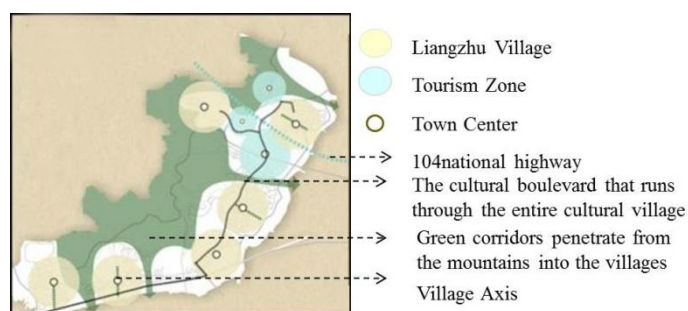 Liangzhu Village
Tourism Zone
Town Center
104national highway
The cultural boulevard that runs
through the entire cultural village
Green corridors penetrate from
the mountains into the villages
Village Axis